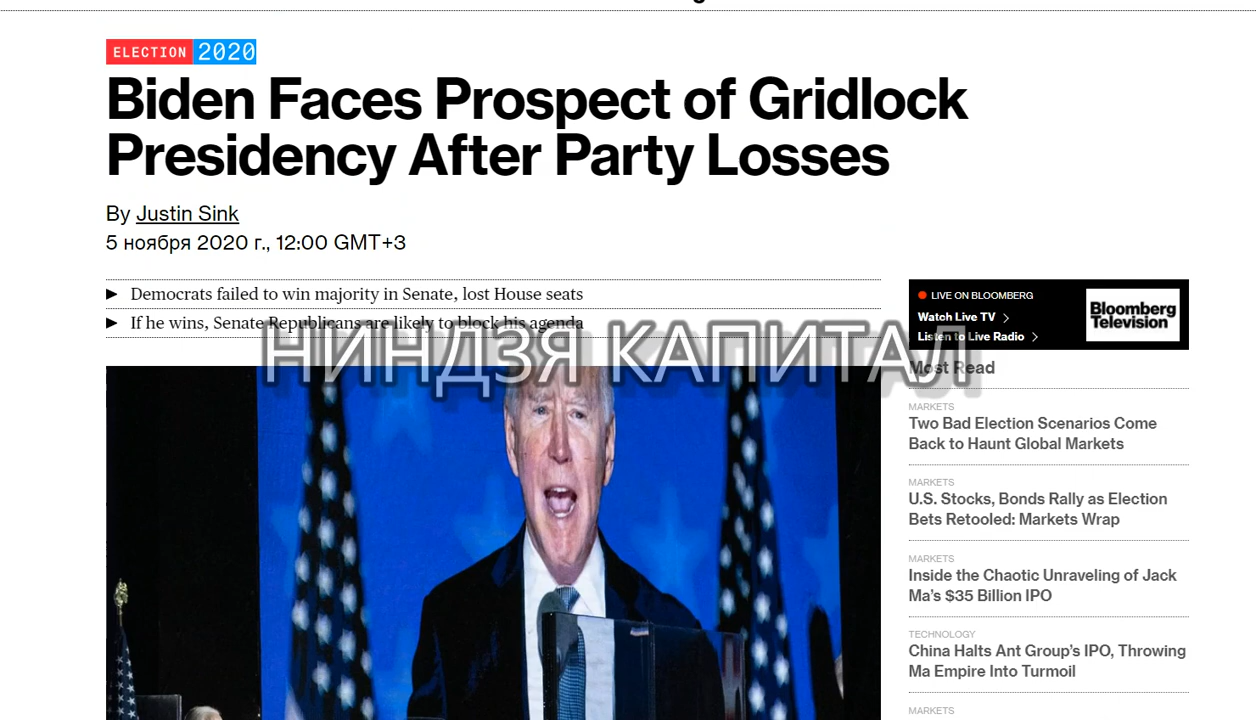 ELECTION 2020
Biden Faces Prospect of Gridlock
Presidency After Party Losses
By Justin Sink
5 ноября 2020 г., 12:00 GMT+3
► Democrats failed to win majority in Senate, lost House seats
► If he wins, Senate Republicans are likely to block his agenda
НИНДЗЯ КАПИТАЛ
LIVE ON BLOOMBERG
Watch Live TV
Listen to Live Radio
Bloomberg
Television
Most Read
MARKETS
Two Bad Election Scenarios Come
Back to Haunt Global Markets
MARKETS
U.S. Stocks, Bonds Rally as Election
Bets Retooled: Markets Wrap
MARKETS
Inside the Chaotic Unraveling of Jack
Ma's $35 Billion IPO
TECHNOLOGY
China Halts Ant Group's IPO, Throwing
Ma Empire Into Turmoil
MARKETS